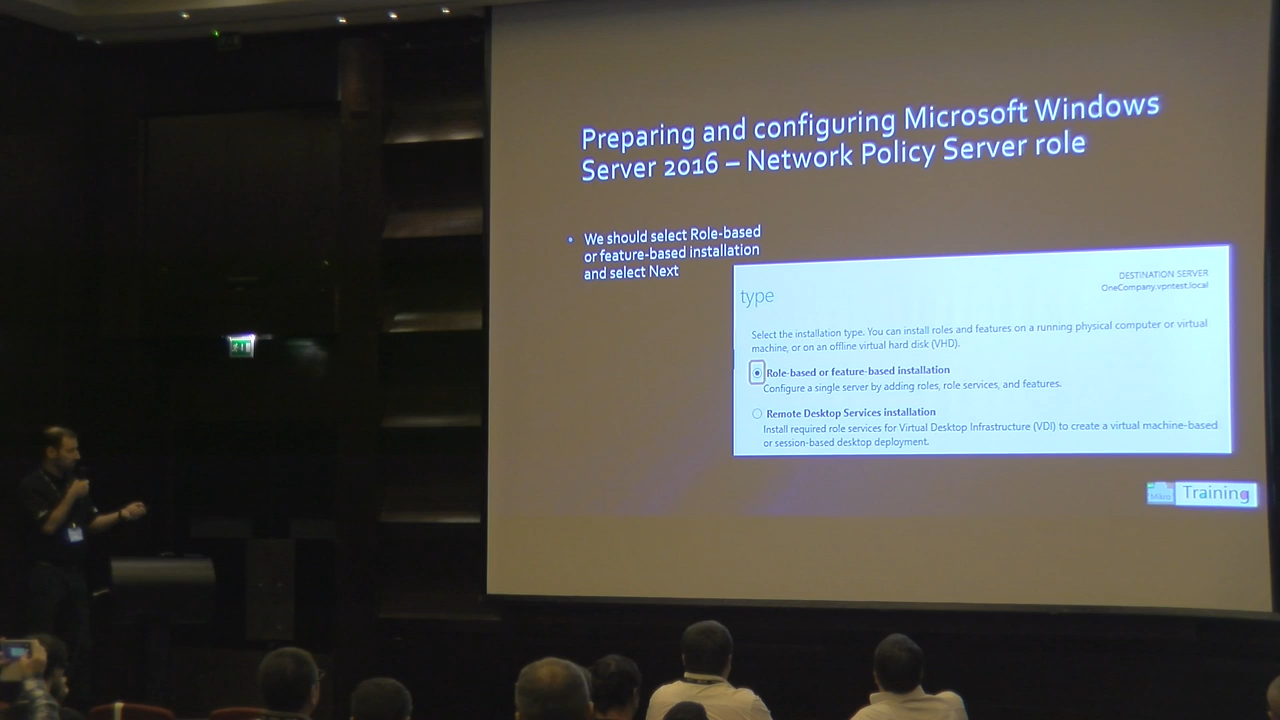 Preparing and configuring Microsoft Windows
Server 2016 – Network Policy Server role
• We should select Role-based
or feature-based installation
and select Next
DESTINATION SERVER
OneCompany.vpntest.local
type
Select the installation type. You can install roles and features on a running physical computer or virtual
machine, or on an offline virtual hard disk (VHD).
Role-based or feature-based installation
Configure a single server by adding roles, role services, and features.
Remote Desktop Services installation
Install required role services for Virtual Desktop Infrastructure (VDI) to create a virtual machine-based
or session-based desktop deployment.
Mikro Training